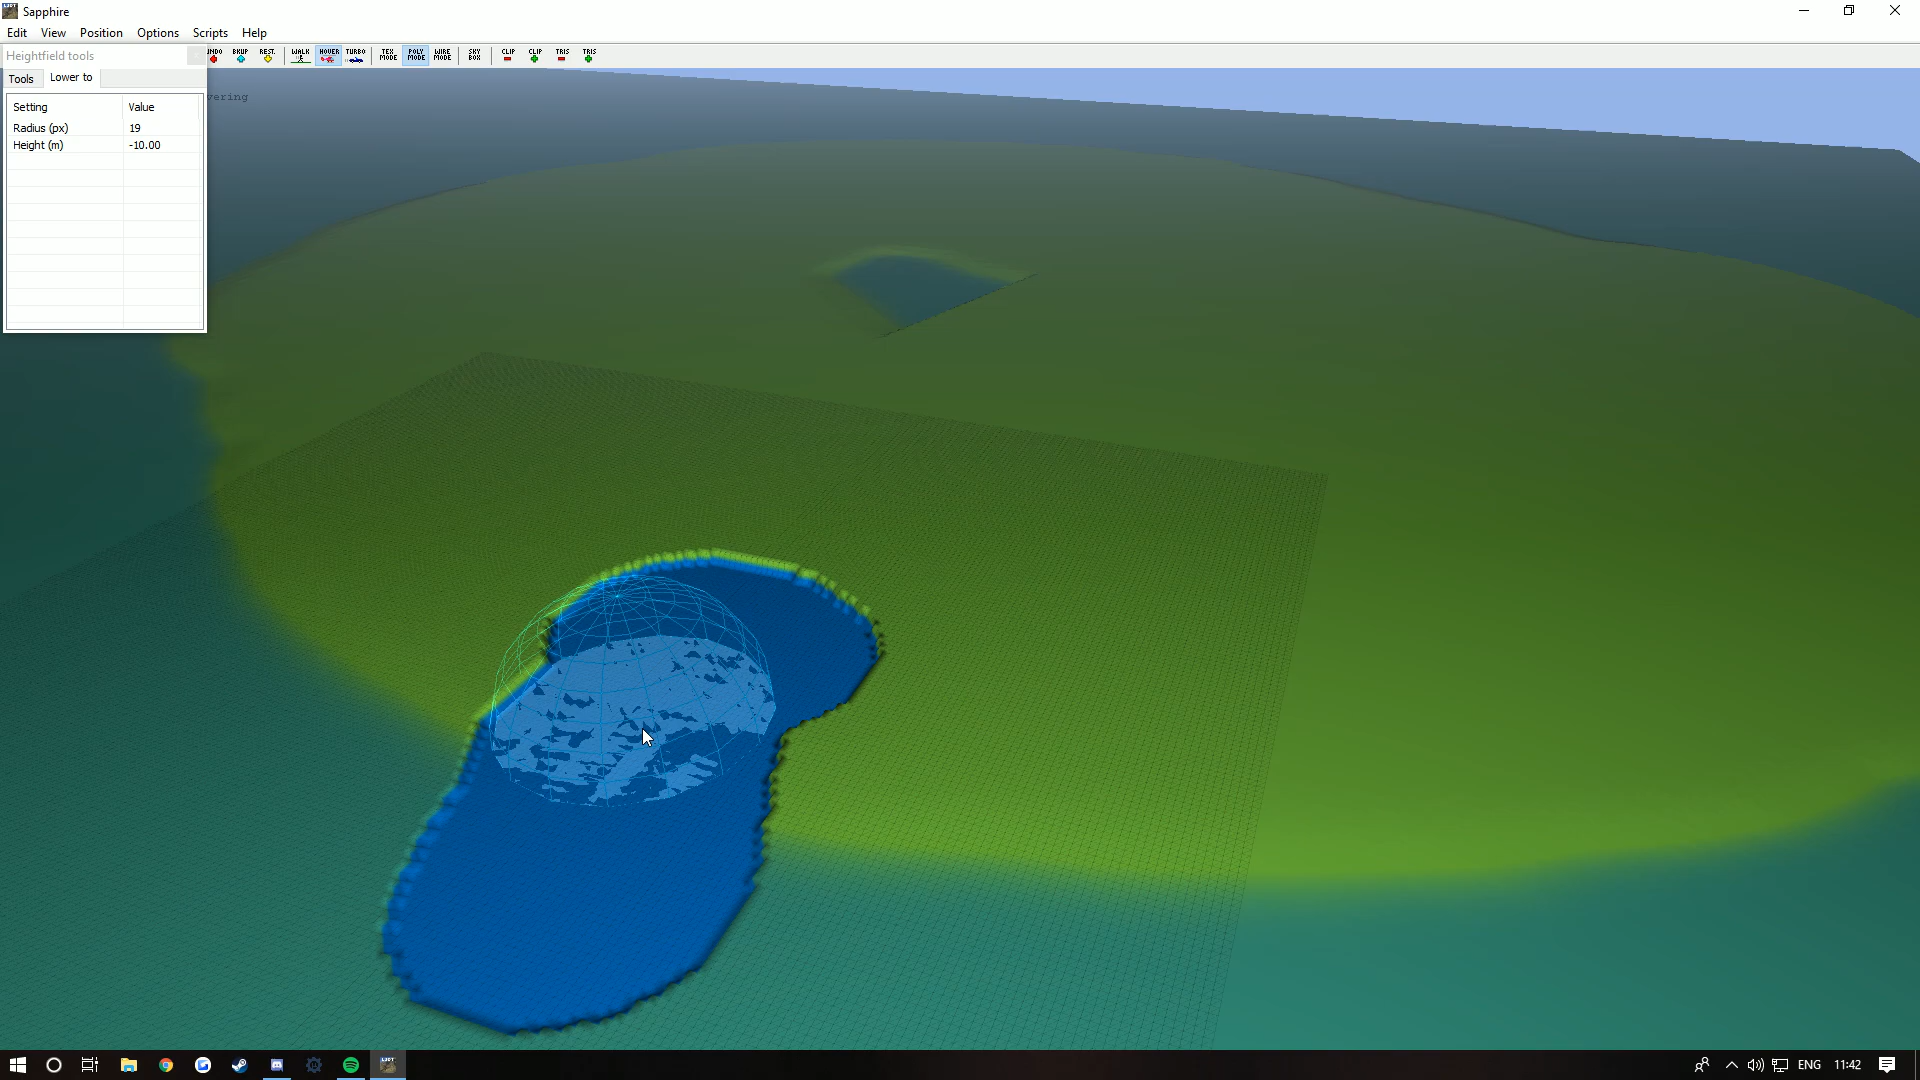 Sapphire
Edit View Position Options Scripts Help
Heightfield tools
UNDO BKUP REST. WALK HOVER TURBO TEX MODE POLY MODE WIRE MODE SKY BOX CLIP CLIP TRIS TRIS
Tools Lower to
vering
Setting Value
Radius (px) 19
Height (m) -10.00
ENG 11:42